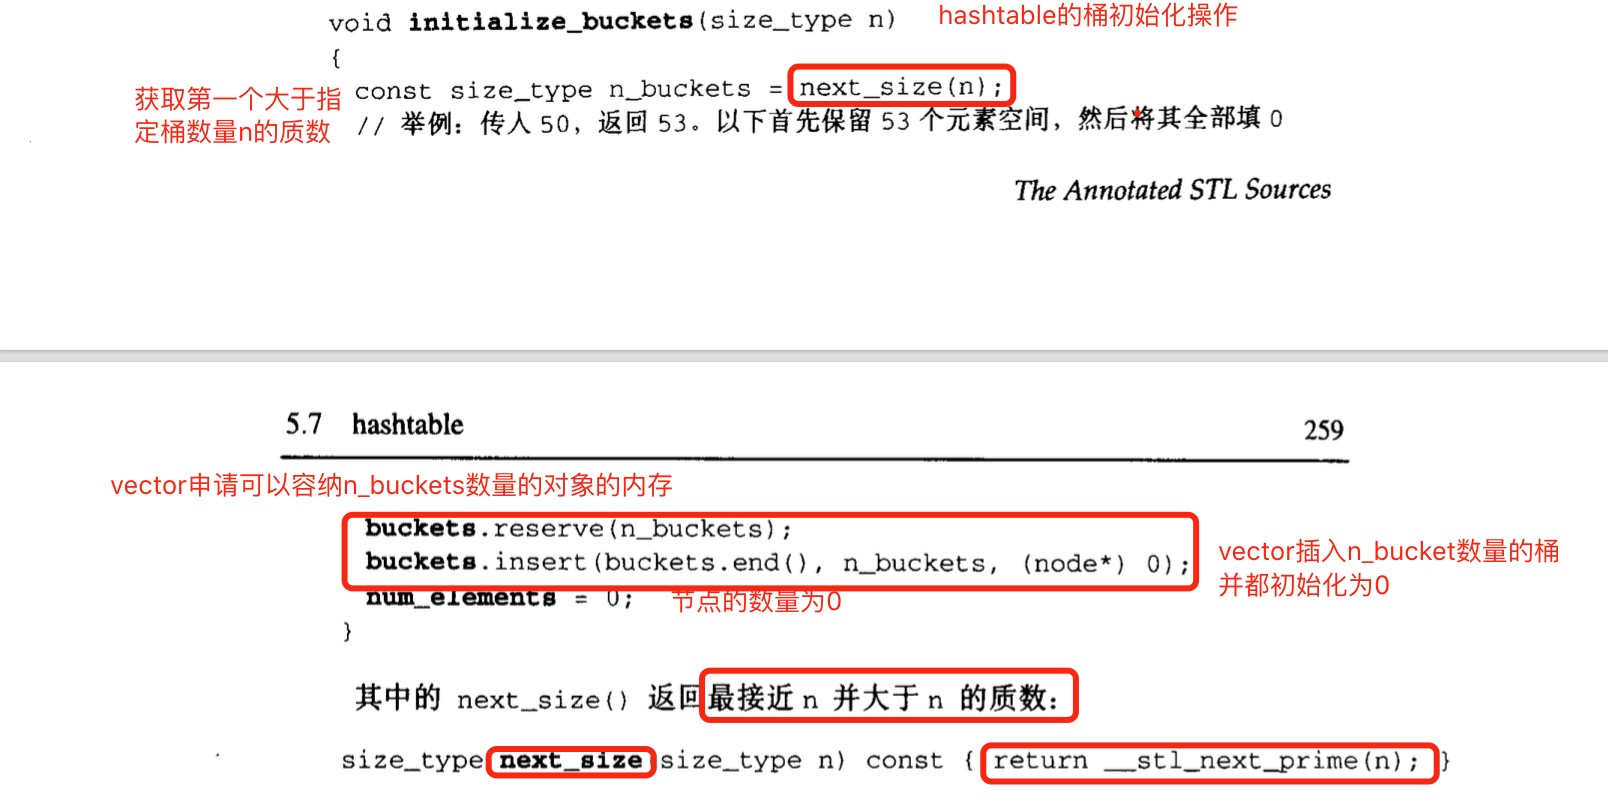 void initialize_buckets(size_type n)
hashtable的桶初始化操作
{
获取第一个大于指
定桶数量n的质数
const size_type n_buckets = next_size(n);
// 举例：传人 50，返回 53。以下首先保留 53 个元素空间，然后将其全部填 0
The Annotated STL Sources
5.7 hashtable
259
vector申请可以容纳n_buckets数量的对象的内存
buckets.reserve(n_buckets);
buckets.insert(buckets.end(), n_buckets, (node*) 0);
vector插入n_bucket数量的桶
并都初始化为0
num_elements = 0;
节点的数量为0
}
其中的 next_size() 返回最接近 n 并大于 n 的质数：
size_type next_size size_type n) const { return __stl_next_prime(n); }